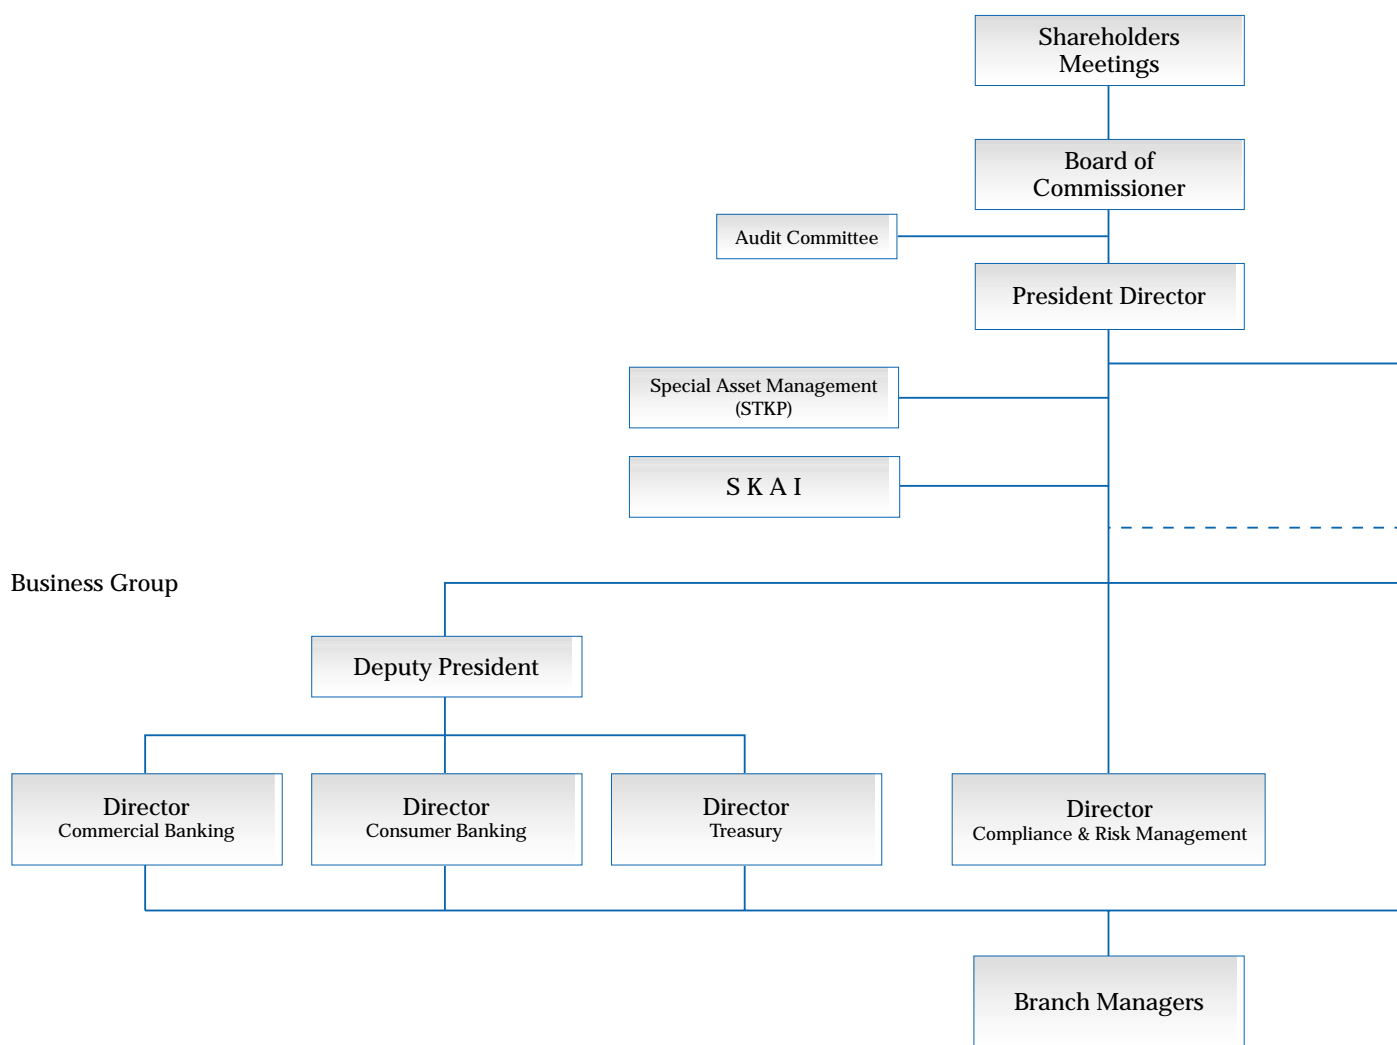 Shareholders
Meetings
Board of
Commissioner
Audit Committee
President Director
Special Asset Management
(STKP)
S K A I
Business Group
Deputy President
Director
Commercial Banking
Director
Consumer Banking
Director
Treasury
Director
Compliance & Risk Management
Branch Managers